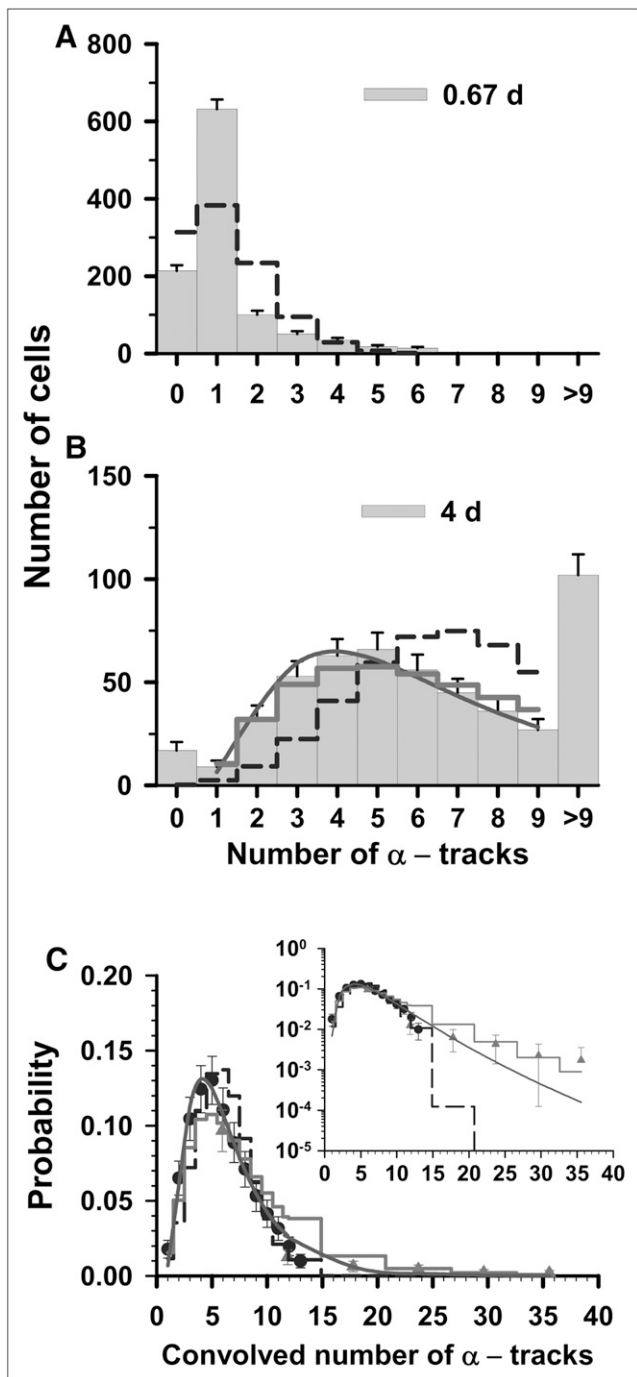 A
800
0.67 d
600
400
200
0
0 1 2 3 4 5 6 7 8 9 >9
Number of cells
B
150
4 d
100
50
0
0 1 2 3 4 5 6 7 8 9 >9
Number of α – tracks
C
0.20
0.15
0.10
0.05
0.00
Probability
10⁰
10⁻¹
10⁻²
10⁻³
10⁻⁴
10⁻⁵
0 5 10 15 20 25 30 35 40
0 5 10 15 20 25 30 35 40
Convolved number of α – tracks